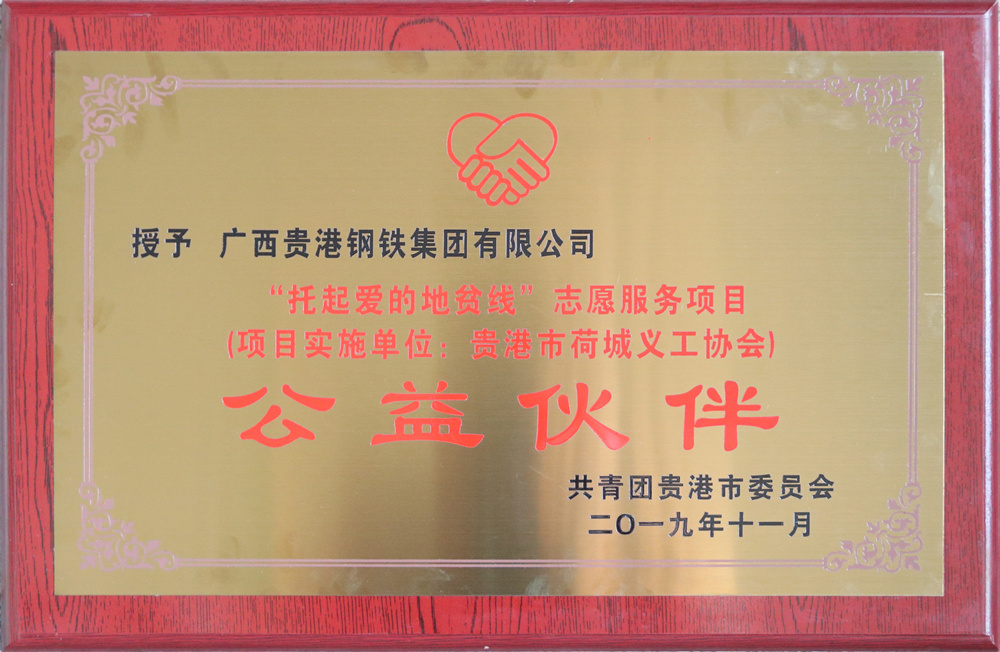 授予 广西贵港钢铁集团有限公司
“托起爱的地贫线”志愿服务项目
(项目实施单位：贵港市荷城义工协会)
公益伙伴
共青团贵港市委员会
二〇一九年十一月